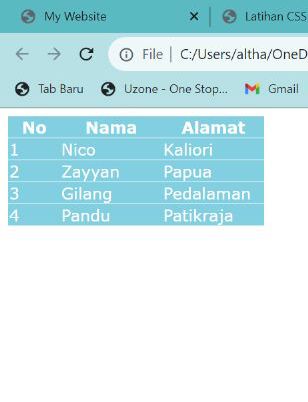 My Website
Latihan CSS
File | C:/Users/altha/OneD
Tab Baru
Uzone - One Stop...
Gmail
No Nama Alamat
1 Nico Kaliori
2 Zayyan Papua
3 Gilang Pedalaman
4 Pandu Patikraja